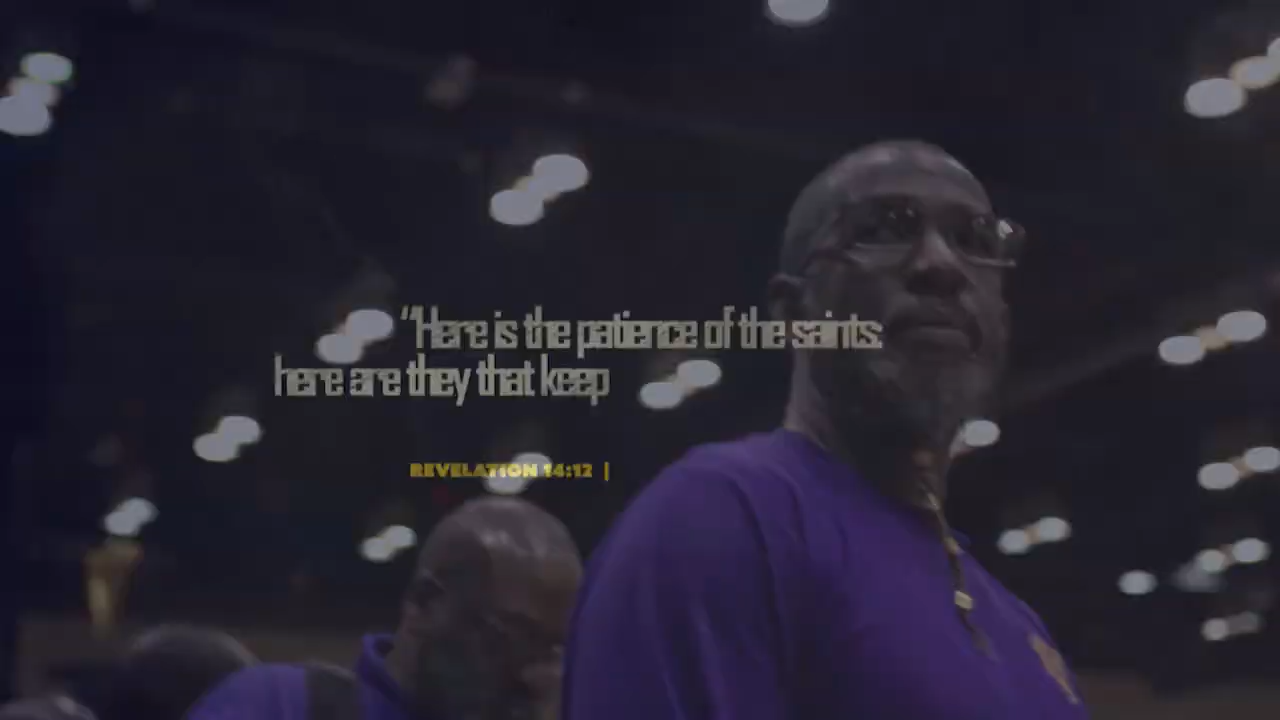 “Here is the patience of the saints:
here are they that keep
REVELATION 14:12 |